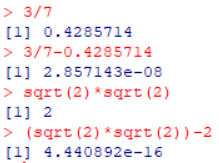 > 3/7
[1] 0.4285714
> 3/7-0.4285714
[1] 2.857143e-08
> sqrt(2)*sqrt(2)
[1] 2
> (sqrt(2)*sqrt(2))-2
[1] 4.440892e-16